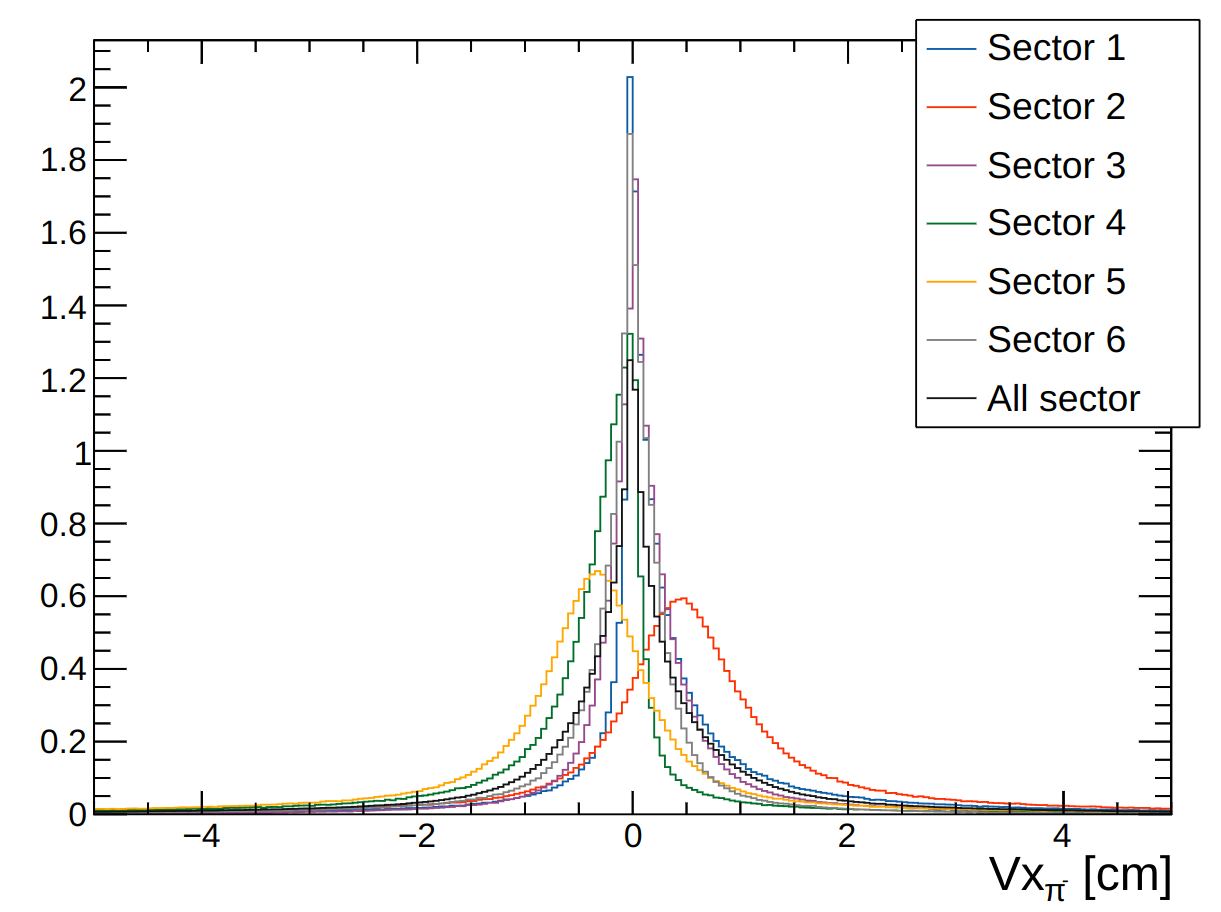 Sector 1
Sector 2
Sector 3
Sector 4
Sector 5
Sector 6
All sector
2
1.8
1.6
1.4
1.2
1
0.8
0.6
0.4
0.2
0
−4 −2 0 2 4
Vxπ- [cm]